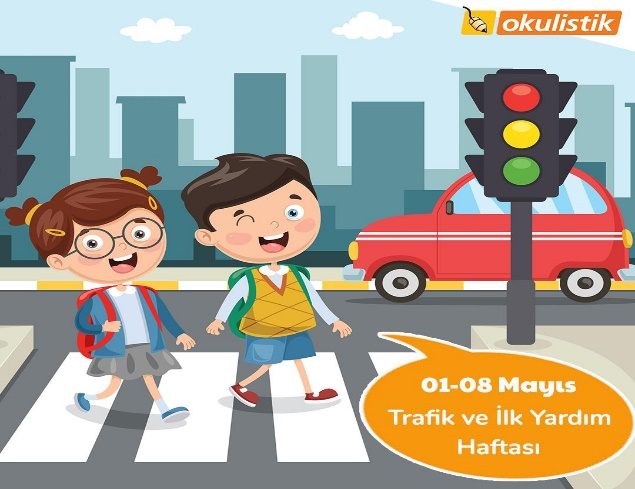 okulistik
01-08 Mayıs
Trafik ve İlk Yardım
Haftası